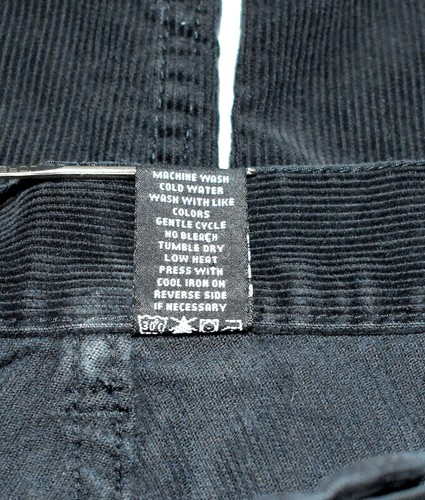 MACHINE WASH
COLD WATER
WASH WITH LIKE
COLORS
GENTLE CYCLE
NO BLEACH
TUMBLE DRY
LOW HEAT
PRESS WITH
COOL IRON ON
REVERSE SIDE
IF NECESSARY
30C